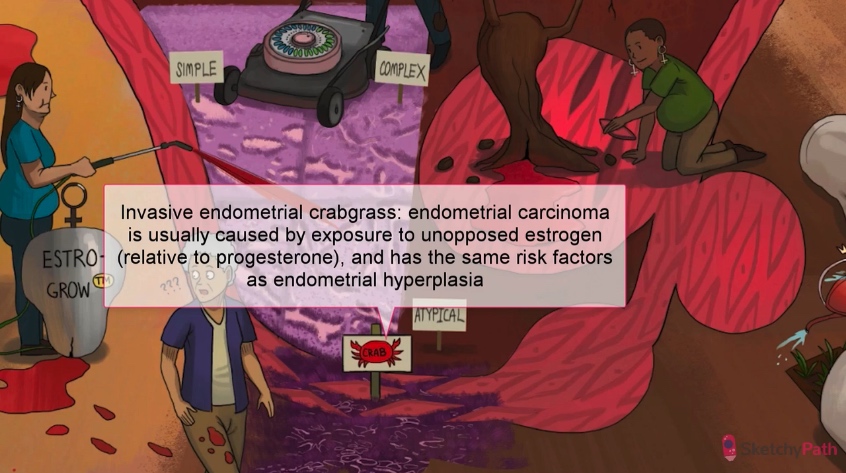 SIMPLE
COMPLEX
Invasive endometrial crabgrass: endometrial carcinoma
is usually caused by exposure to unopposed estrogen
(relative to progesterone), and has the same risk factors
as endometrial hyperplasia
ESTRO-
GROW TM
???
ATYPICAL
CRAB
SketchyPath